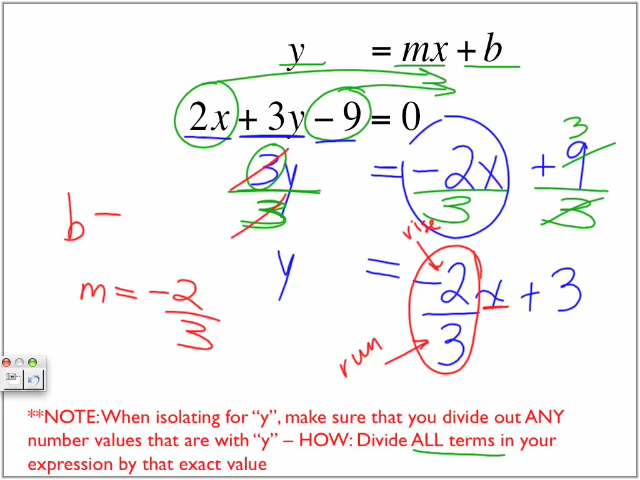 y = mx + b
2x + 3y − 9 = 0
3y = −2x + 9 3
3 3 3
rise
b −
y = −2 x + 3
3
m = −2
3
run
**NOTE: When isolating for “y”, make sure that you divide out ANY
number values that are with “y” – HOW: Divide ALL terms in your
expression by that exact value